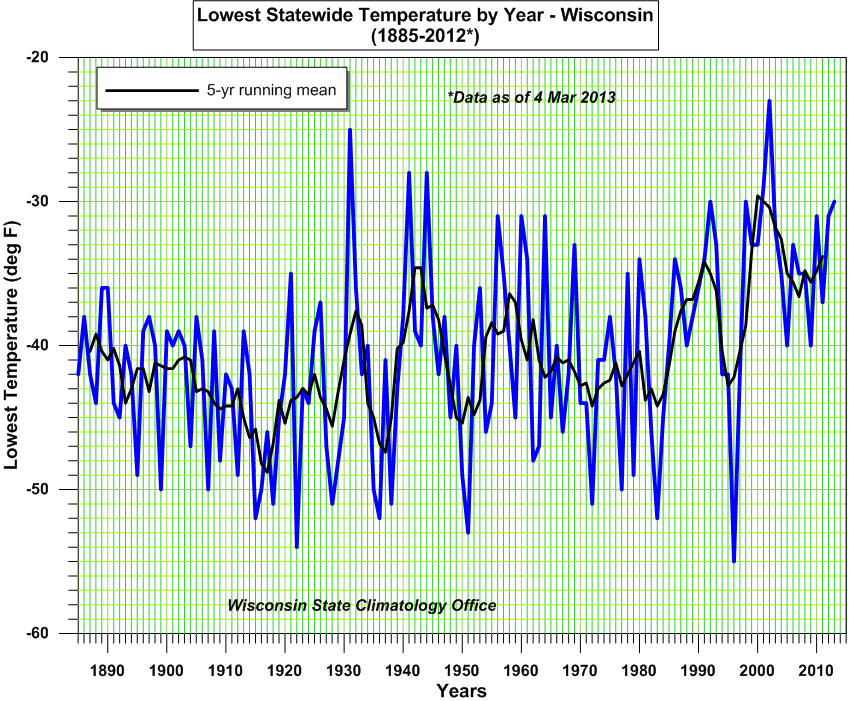 Lowest Statewide Temperature by Year - Wisconsin
(1885-2012*)
-20
5-yr running mean
*Data as of 4 Mar 2013
-30
Lowest Temperature (deg F)
-40
-50
Wisconsin State Climatology Office
-60
1890 1900 1910 1920 1930 1940 1950 1960 1970 1980 1990 2000 2010
Years